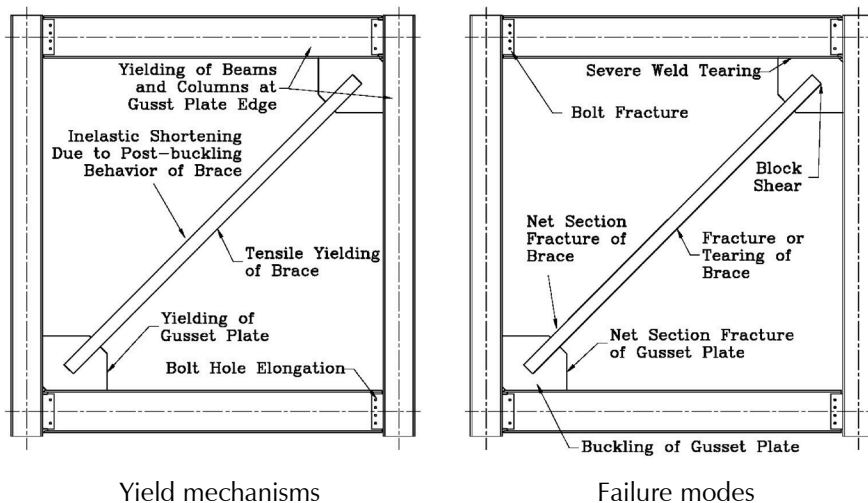 Yielding of Beams
and Columns at
Gusst Plate Edge
Inelastic Shortening
Due to Post-buckling
Behavior of Brace
Tensile Yielding
of Brace
Yielding of
Gusset Plate
Bolt Hole Elongation
Yield mechanisms
Severe Weld Tearing
Bolt Fracture
Block
Shear
Net Section
Fracture of
Brace
Fracture or
Tearing of
Brace
Net Section Fracture
of Gusset Plate
Buckling of Gusset Plate
Failure modes